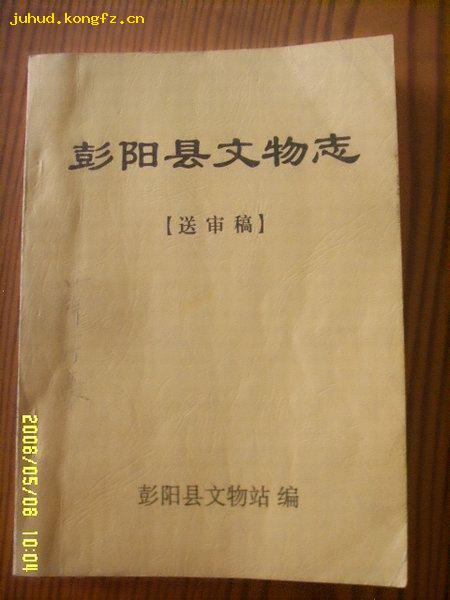 juhud.kongfz.cn
彭阳县文物志
【送审稿】
彭阳县文物站 编
2008/05/08 10:04